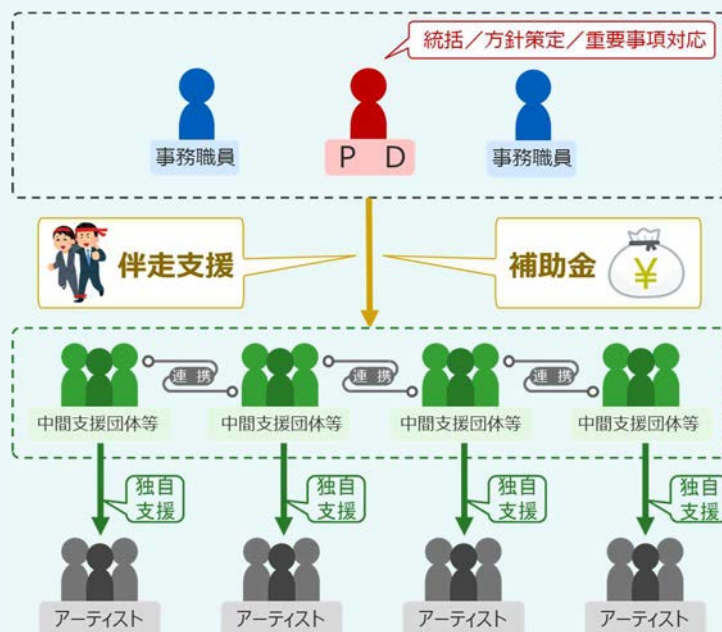 統括／方針策定／重要事項対応
事務職員
P D
事務職員
伴走支援
補助金
¥
連携
連携
連携
中間支援団体等
中間支援団体等
中間支援団体等
中間支援団体等
独自
支援
独自
支援
独自
支援
独自
支援
アーティスト
アーティスト
アーティスト
アーティスト